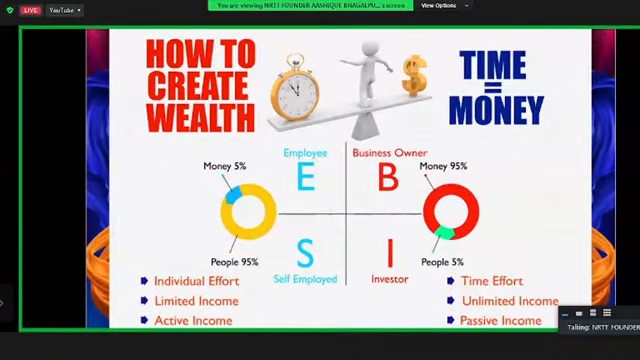 You are viewing NRTT FOUNDER AASHIQUE BHAGALPU...'s screen
View Options
LIVE
YouTube
HOW TO
CREATE
WEALTH
TIME
=
MONEY
Employee
E
Business Owner
B
Money 5%
People 95%
Money 95%
People 5%
S
Self Employed
I
Investor
Individual Effort
Limited Income
Active Income
Time Effort
Unlimited Income
Passive Income
Talking: NRTT FOUNDER